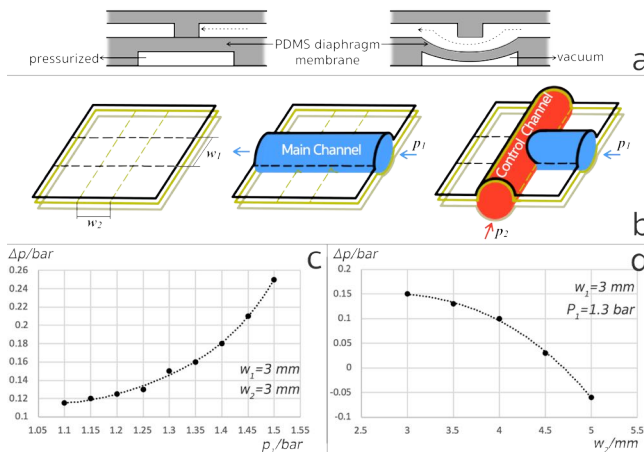 PDMS diaphragm
membrane
pressurized
vacuum
a
w1
w2
Main Channel
p1
Control Channel
p1
p2
b
Δp/bar
c
0.26
0.24
0.22
0.20
0.18
0.16
0.14
0.12
0.1
w1=3 mm
w2=3 mm
1.05 1.1 1.15 1.2 1.25 1.3 1.35 1.4 1.45 1.5 1.55
p1/bar
Δp/bar
d
0.2
0.15
0.1
0.05
0
-0.05
0.1
w1=3 mm
P1=1.3 bar
2.5 3 3.5 4 4.5 5 5.5
w2/mm